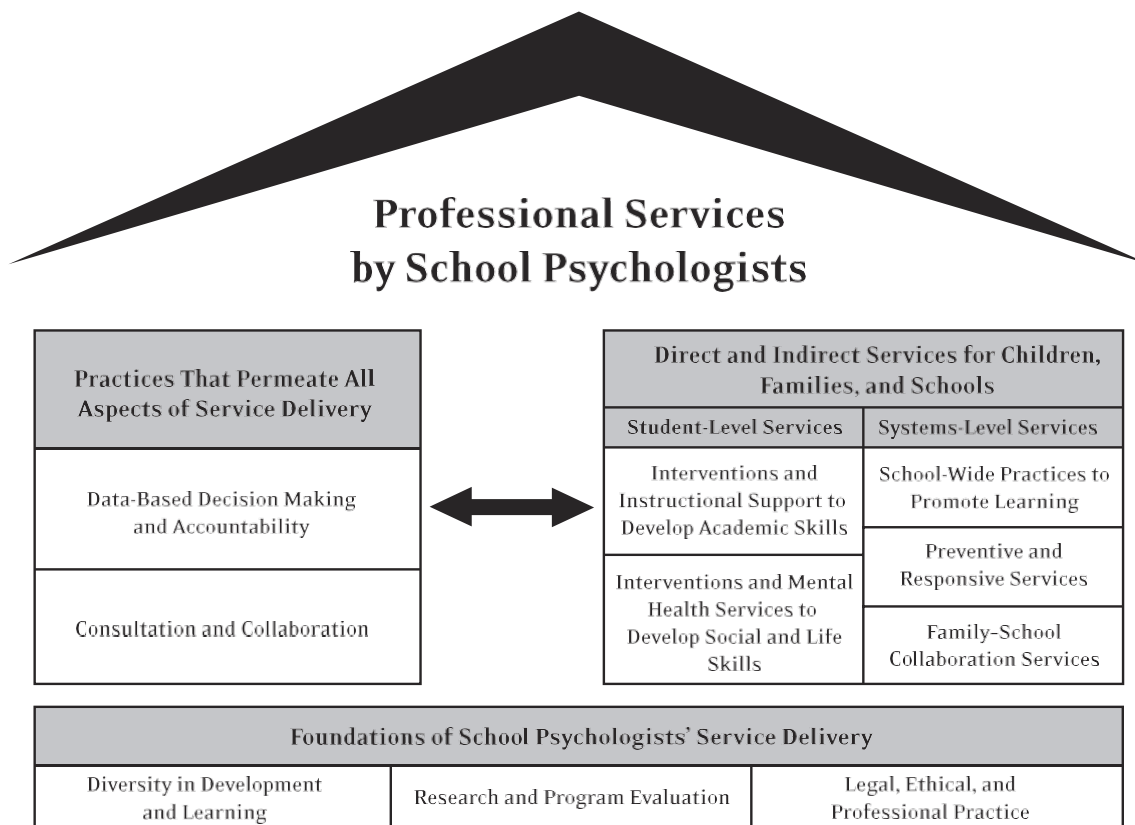 Professional Services
by School Psychologists
Practices That Permeate All
Aspects of Service Delivery
Data-Based Decision Making
and Accountability
Consultation and Collaboration
Direct and Indirect Services for Children,
Families, and Schools
Student-Level Services
Interventions and
Instructional Support to
Develop Academic Skills
Interventions and Mental
Health Services to
Develop Social and Life
Skills
Systems-Level Services
School-Wide Practices to
Promote Learning
Preventive and
Responsive Services
Family–School
Collaboration Services
Foundations of School Psychologists’ Service Delivery
Diversity in Development
and Learning
Research and Program Evaluation
Legal, Ethical, and
Professional Practice